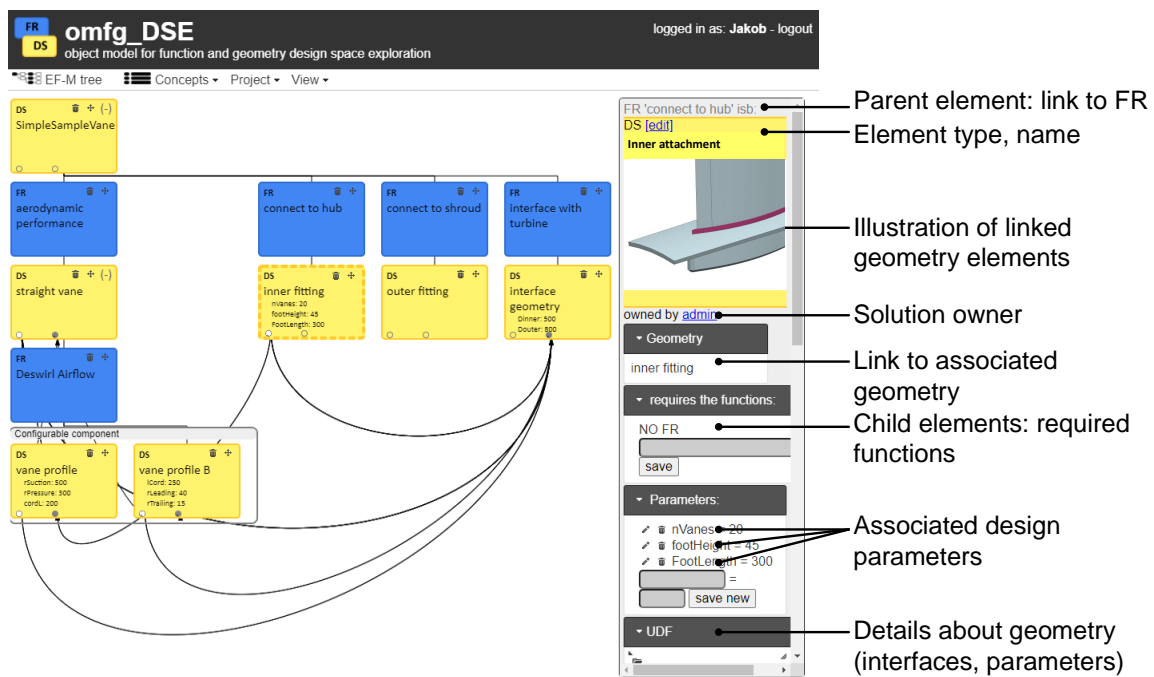 FR
DS
omfg_DSE
object model for function and geometry design space exploration
logged in as: Jakob - logout
EF-M tree
Concepts
Project
View
DS
(-)
SimpleSampleVane
FR
aerodynamic
performance
FR
connect to hub
FR
connect to shroud
FR
interface with
turbine
DS
(-)
straight vane
DS
inner fitting
nVanes: 20
footHeight: 45
FootLength: 300
DS
outer fitting
DS
interface
geometry
Dinner: 500
Douter: 800
FR
Deswirl Airflow
Configurable component
DS
vane profile
rSuction: 500
rPressure: 300
cordL: 200
DS
vane profile B
lCord: 250
rLeading: 40
rTrailing: 15
FR 'connect to hub' isb:
DS [edit]
Inner attachment
owned by admin
Geometry
inner fitting
requires the functions:
NO FR
save
Parameters:
nVanes = 20
footHeight = 45
FootLength = 300
=
save new
UDF
Parent element: link to FR
Element type, name
Illustration of linked
geometry elements
Solution owner
Link to associated
geometry
Child elements: required
functions
Associated design
parameters
Details about geometry
(interfaces, parameters)